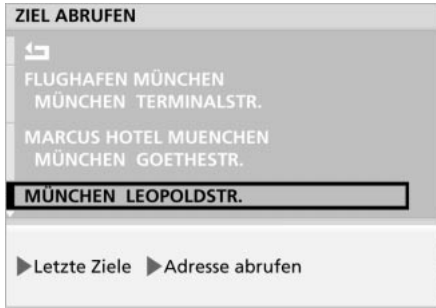 ZIEL ABRUFEN
FLUGHAFEN MÜNCHEN
MÜNCHEN TERMINALSTR.
MARCUS HOTEL MUENCHEN
MÜNCHEN GOETHESTR.
MÜNCHEN LEOPOLDSTR.
Letzte Ziele Adresse abrufen